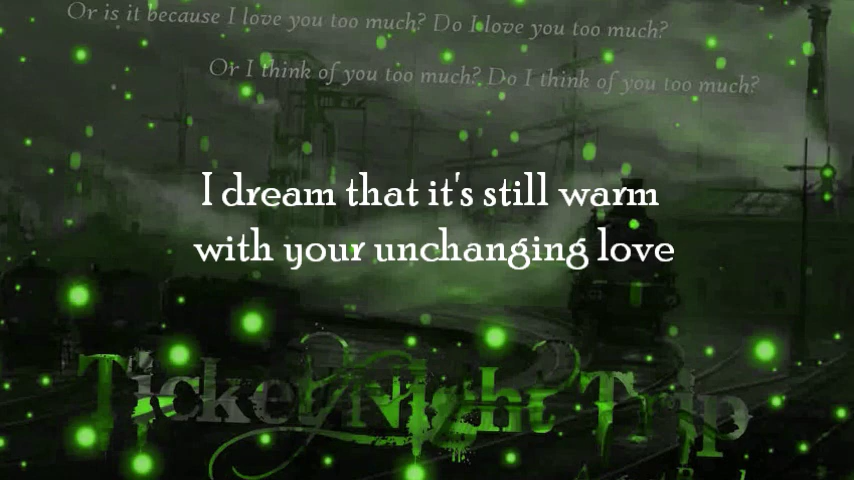 Or is it because I love you too much? Do I love you too much?
Or I think of you too much? Do I think of you too much?
I dream that it's still warm
with your unchanging love
Ticket Night Trip